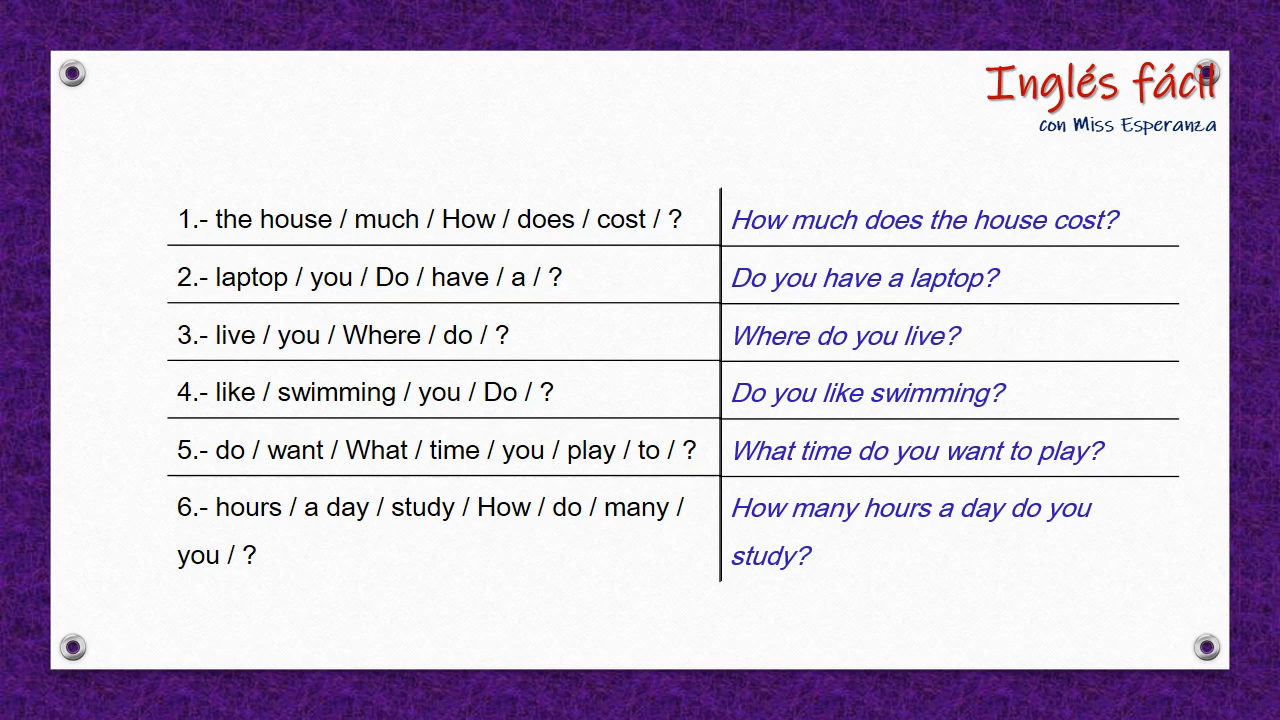 Inglés fácil
con Miss Esperanza
1.- the house / much / How / does / cost / ?
How much does the house cost?
2.- laptop / you / Do / have / a / ?
Do you have a laptop?
3.- live / you / Where / do / ?
Where do you live?
4.- like / swimming / you / Do / ?
Do you like swimming?
5.- do / want / What / time / you / play / to / ?
What time do you want to play?
6.- hours / a day / study / How / do / many /
you / ?
How many hours a day do you
study?